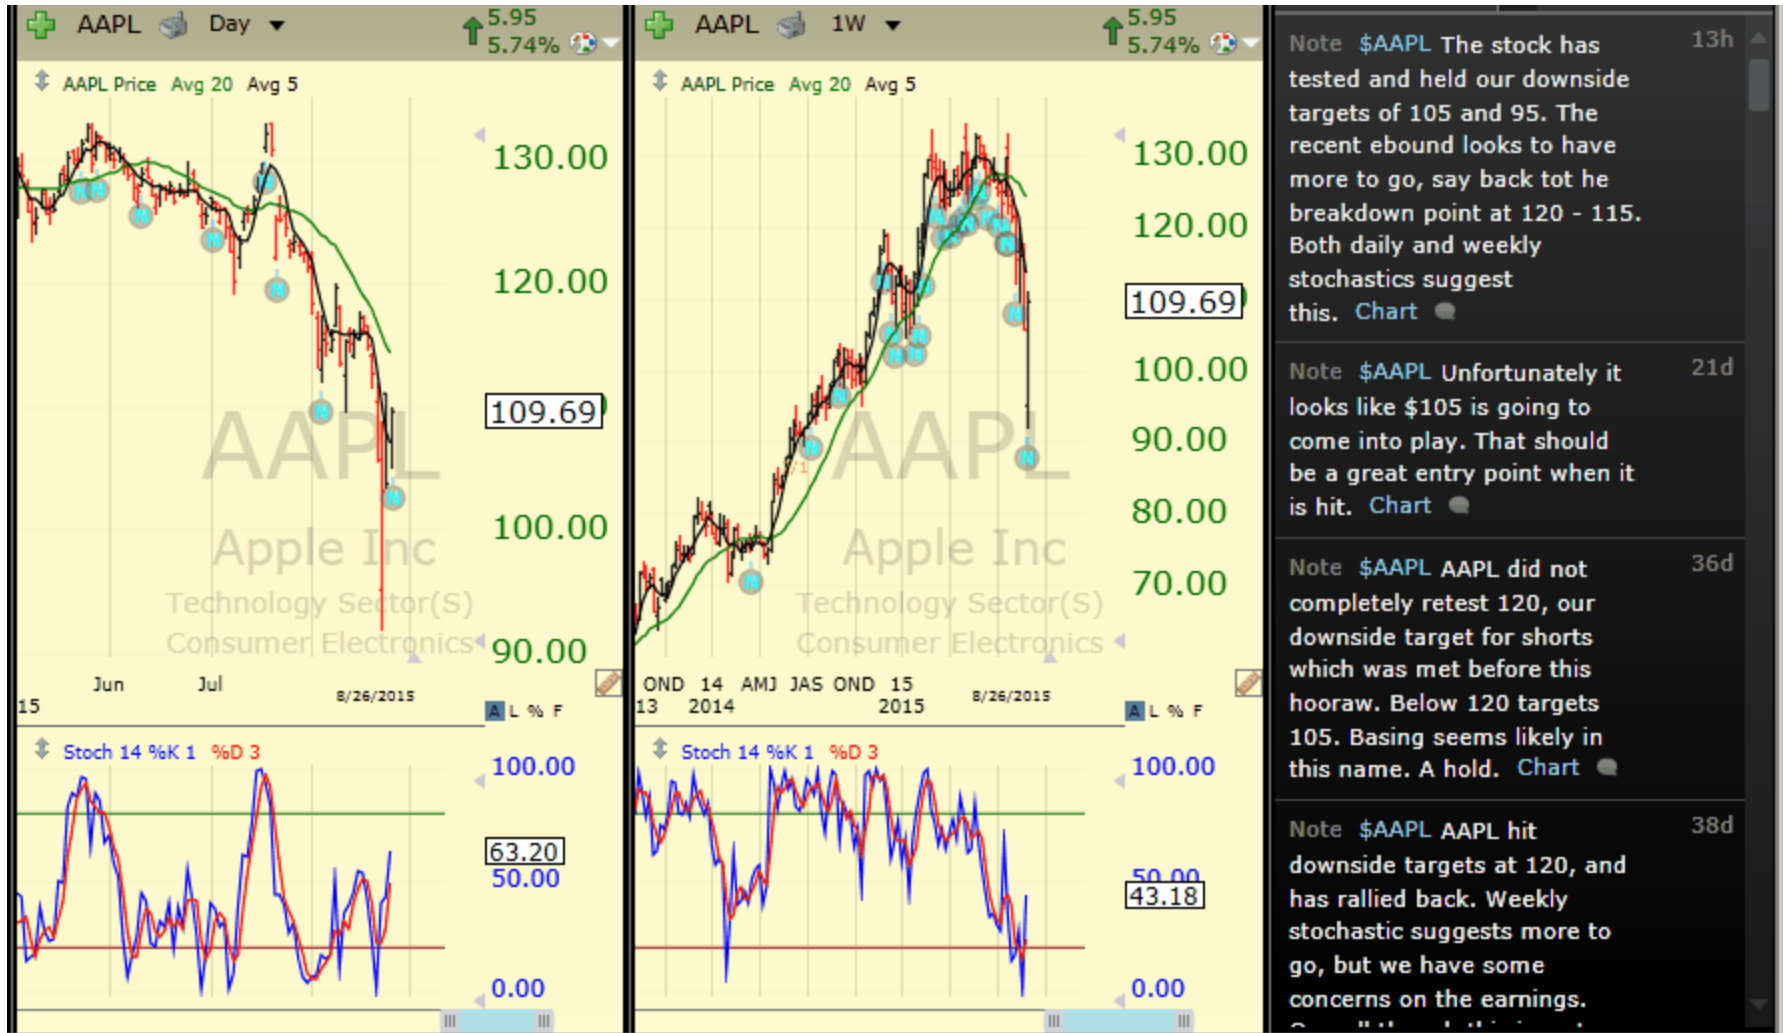 AAPL Day 5.95
5.74%
AAPL Price Avg 20 Avg 5
130.00
120.00
109.69
100.00
90.00
AAPL
Apple Inc
Technology Sector(S)
Consumer Electronics
Jun Jul 8/26/2015
15
A L % F
Stoch 14 %K 1 %D 3
100.00
63.20
50.00
0.00
AAPL 1W 5.95
5.74%
AAPL Price Avg 20 Avg 5
130.00
120.00
109.69
100.00
90.00
80.00
70.00
AAPL
Apple Inc
Technology Sector(S)
Consumer Electronics
OND 14 AMJ JAS OND 15 8/26/2015
13 2014 2015
A L % F
Stoch 14 %K 1 %D 3
100.00
50.00
43.18
0.00
Note $AAPL The stock has 13h
tested and held our downside
targets of 105 and 95. The
recent ebound looks to have
more to go, say back tot he
breakdown point at 120 - 115.
Both daily and weekly
stochastics suggest
this. Chart
Note $AAPL Unfortunately it 21d
looks like $105 is going to
come into play. That should
be a great entry point when it
is hit. Chart
Note $AAPL AAPL did not 36d
completely retest 120, our
downside target for shorts
which was met before this
hooraw. Below 120 targets
105. Basing seems likely in
this name. A hold. Chart
Note $AAPL AAPL hit 38d
downside targets at 120, and
has rallied back. Weekly
stochastic suggests more to
go, but we have some
concerns on the earnings.